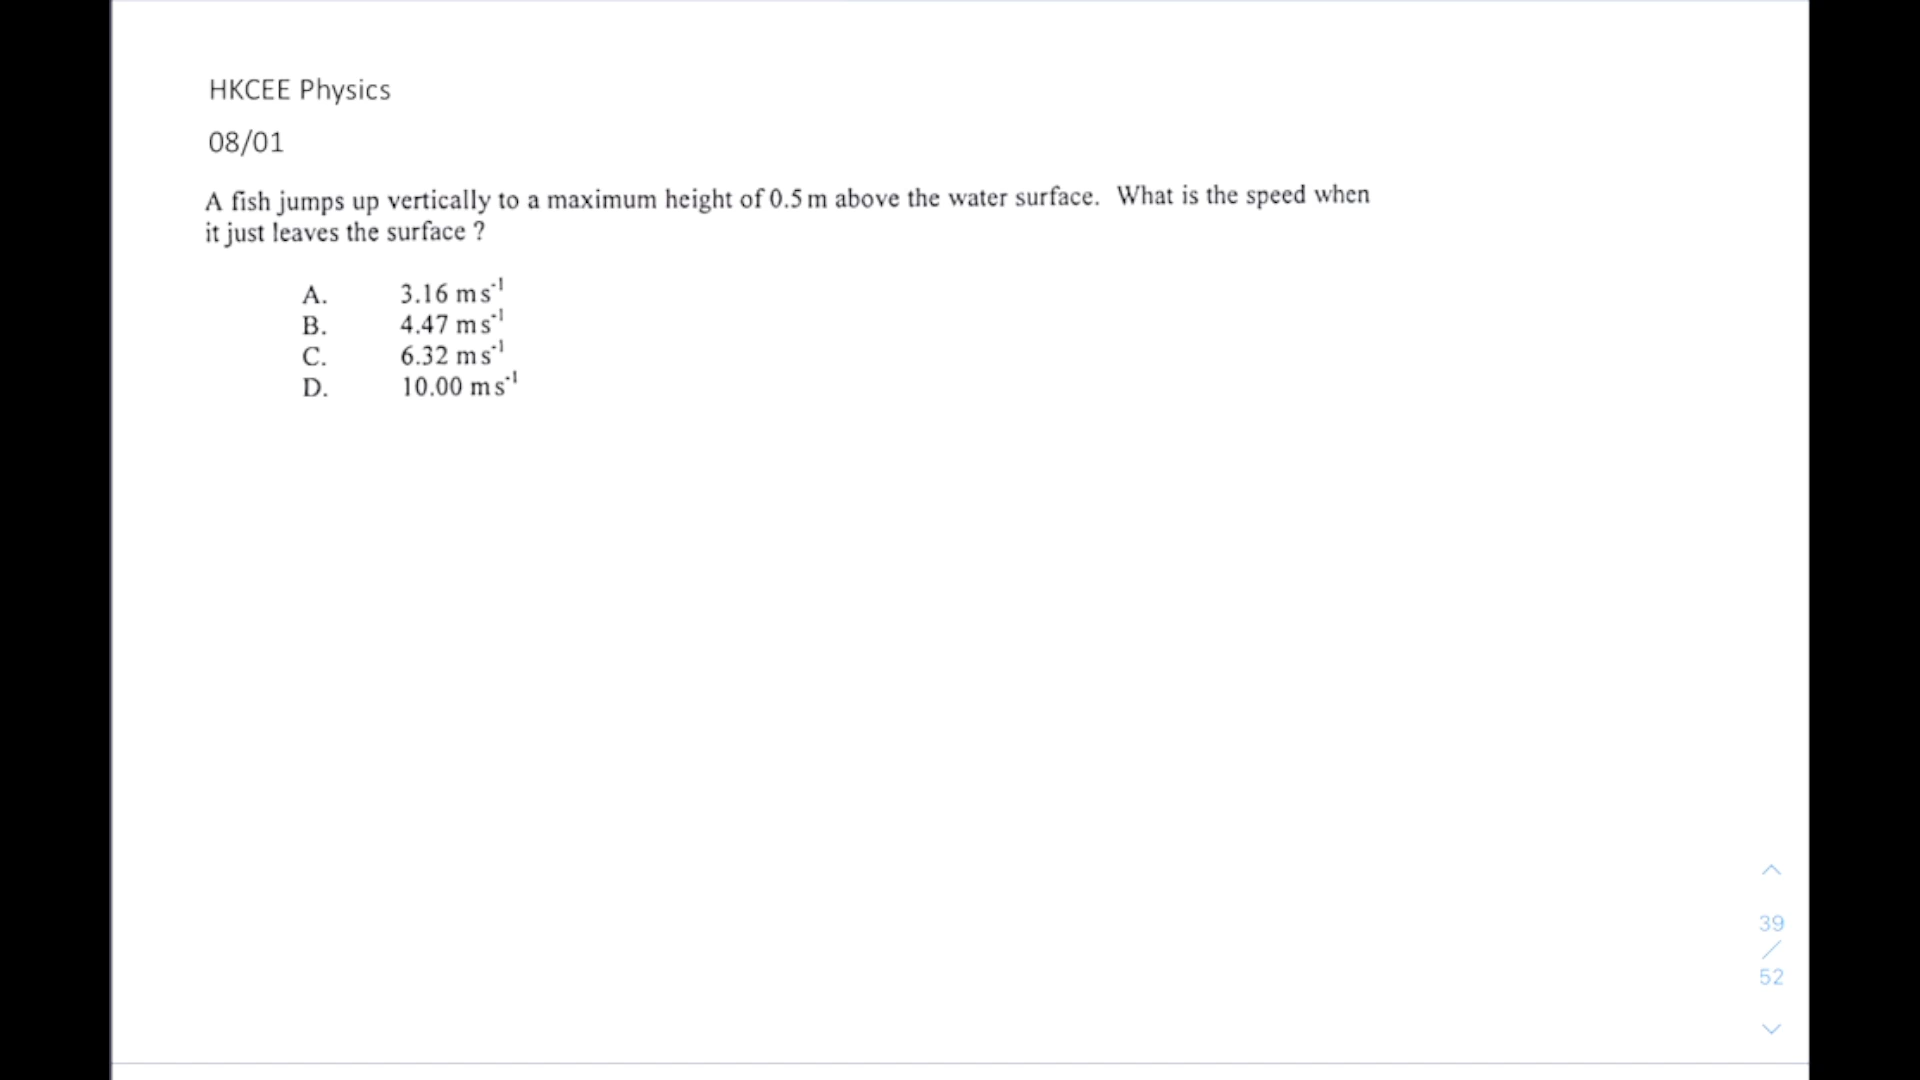 HKCEE Physics
08/01
A fish jumps up vertically to a maximum height of 0.5 m above the water surface. What is the speed when
it just leaves the surface ?
A. 3.16 m s⁻¹
B. 4.47 m s⁻¹
C. 6.32 m s⁻¹
D. 10.00 m s⁻¹
39
/
52